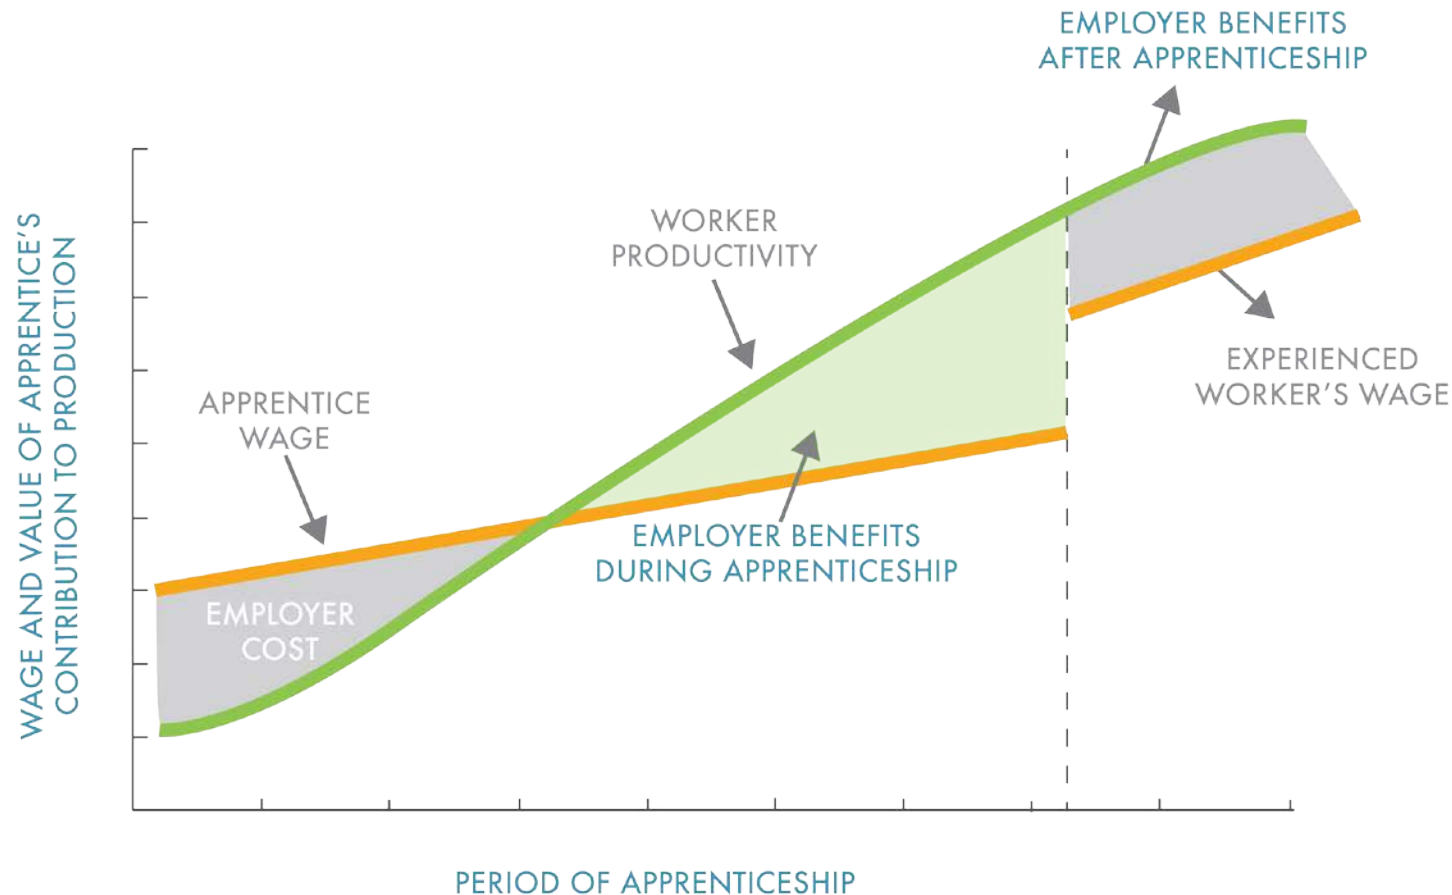 EMPLOYER BENEFITS
AFTER APPRENTICESHIP
WORKER
PRODUCTIVITY
EXPERIENCED
WORKER'S WAGE
APPRENTICE
WAGE
EMPLOYER BENEFITS
DURING APPRENTICESHIP
EMPLOYER
COST
WAGE AND VALUE OF APPRENTICE'S
CONTRIBUTION TO PRODUCTION
PERIOD OF APPRENTICESHIP